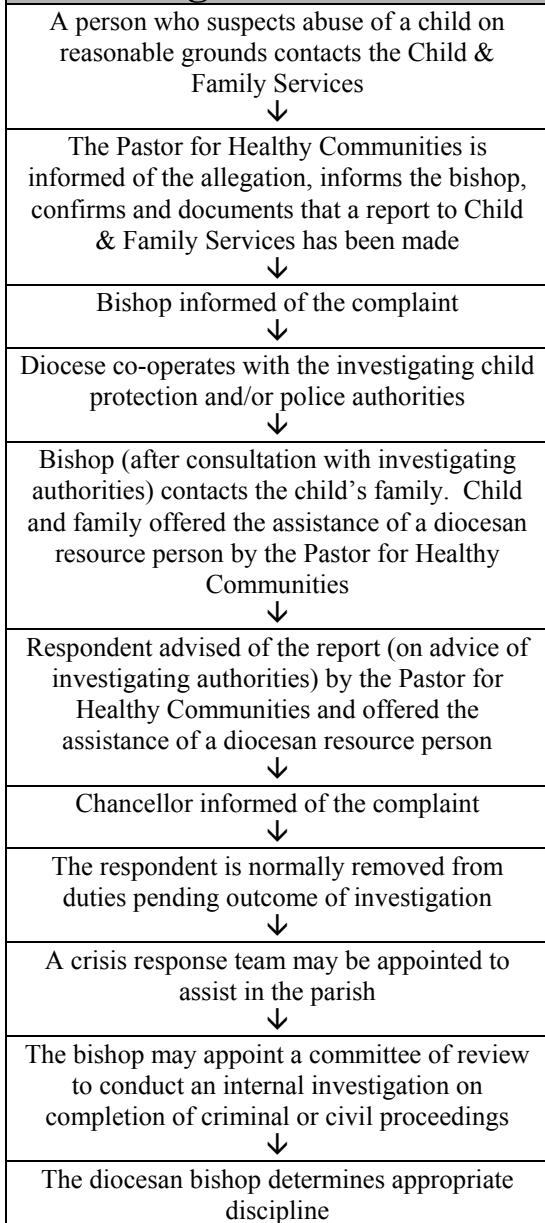 A person who suspects abuse of a child on
reasonable grounds contacts the Child &
Family Services
↓
The Pastor for Healthy Communities is
informed of the allegation, informs the bishop,
confirms and documents that a report to Child
& Family Services has been made
↓
Bishop informed of the complaint
↓
Diocese co-operates with the investigating child
protection and/or police authorities
↓
Bishop (after consultation with investigating
authorities) contacts the child’s family.  Child
and family offered the assistance of a diocesan
resource person by the Pastor for Healthy
Communities
↓
Respondent advised of the report (on advice of
investigating authorities) by the Pastor for
Healthy Communities and offered the
assistance of a diocesan resource person
↓
Chancellor informed of the complaint
↓
The respondent is normally removed from
duties pending outcome of investigation
↓
A crisis response team may be appointed to
assist in the parish
↓
The bishop may appoint a committee of review
to conduct an internal investigation on
completion of criminal or civil proceedings
↓
The diocesan bishop determines appropriate
discipline